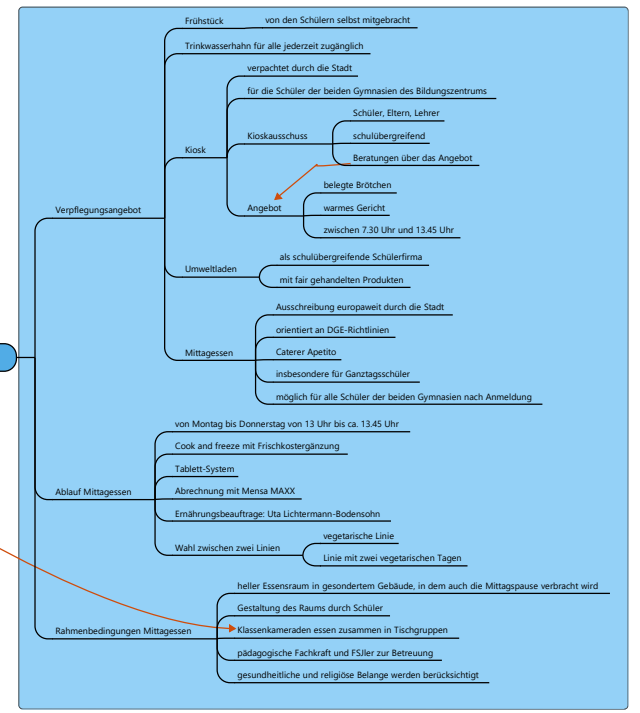 Frühstück
von den Schülern selbst mitgebracht
Trinkwasserhahn für alle jederzeit zugänglich
verpachtet durch die Stadt
für die Schüler der beiden Gymnasien des Bildungszentrums
Schüler, Eltern, Lehrer
Kioskausschuss
schulübergreifend
Kiosk
Beratungen über das Angebot
belegte Brötchen
Verpflegungsangebot
Angebot
warmes Gericht
zwischen 7.30 Uhr und 13.45 Uhr
als schulübergreifende Schülerfirma
Umweltladen
mit fair gehandelten Produkten
Ausschreibung europaweit durch die Stadt
orientiert an DGE-Richtlinien
Mittagessen
Caterer Apetito
insbesondere für Ganztagsschüler
möglich für alle Schüler der beiden Gymnasien nach Anmeldung
von Montag bis Donnerstag von 13 Uhr bis ca. 13.45 Uhr
Cook and freeze mit Frischkostergänzung
Tablett-System
Ablauf Mittagessen
Abrechnung mit Mensa MAXX
Ernährungsbeauftrage: Uta Lichtermann-Bodensohn
vegetarische Linie
Wahl zwischen zwei Linien
Linie mit zwei vegetarischen Tagen
heller Essensraum in gesondertem Gebäude, in dem auch die Mittagspause verbracht wird
Gestaltung des Raums durch Schüler
Rahmenbedingungen Mittagessen
Klassenkameraden essen zusammen in Tischgruppen
pädagogische Fachkraft und FSJler zur Betreuung
gesundheitliche und religiöse Belange werden berücksichtigt